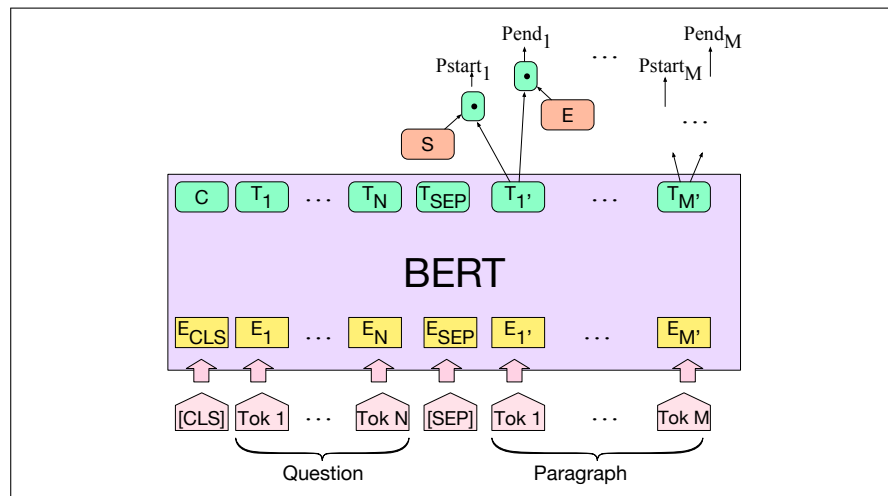 Pend1 ... PendM
Pstart1 PstartM
S E ...
C T1 ... TN TSEP T1' ... TM'
BERT
ECLS E1 ... EN ESEP E1' ... EM'
[CLS] Tok 1 ... Tok N [SEP] Tok 1 ... Tok M
Question Paragraph